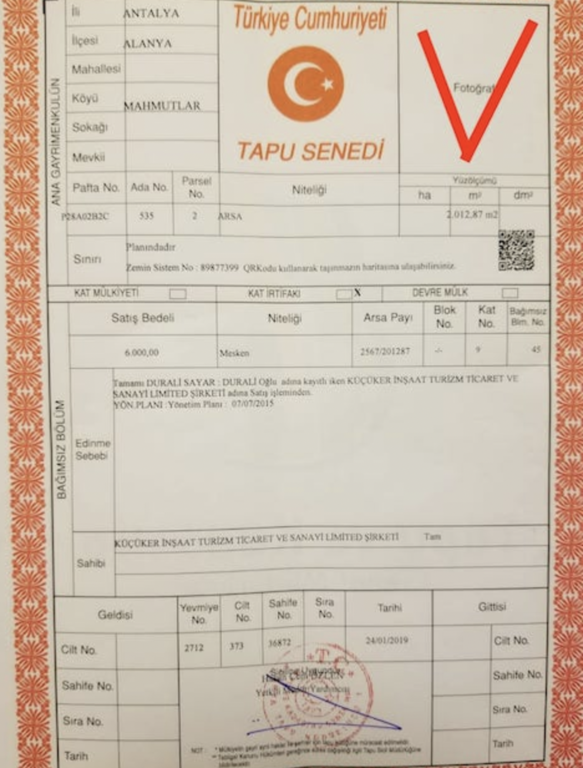 İli ANTALYA
İlçesi ALANYA
Mahallesi
Köyü MAHMUTLAR
Sokağı
Mevkii
ANA GAYRİMENKULÜN
Türkiye Cumhuriyeti
TAPU SENEDİ
Fotoğraf
Pafta No. Ada No. Parsel No. Niteliği Yüzölçümü
ha m² dm²
P28A02B2C 535 2 ARSA 2.012,87 m2
Sınırı
Planındadır
Zemin Sistem No : 89877399 QRKodu kullanarak taşınmazın haritasına ulaşabilirsiniz.
KAT MÜLKİYETİ KAT İRTİFAKI X DEVRE MÜLK
BAĞIMSIZ BÖLÜM
Satış Bedeli Niteliği Arsa Payı Blok No. Kat No. Bağımsız Blm. No.
6.000,00 Mesken 2567/201287 -/- 9 45
Edinme Sebebi
Tamamı DURALİ SAYAR : DURALİ Oğlu adına kayıtlı iken KÜÇÜKER İNŞAAT TURİZM TİCARET VE
SANAYİ LİMİTED ŞİRKETİ adına Satış işleminden.
YÖN.PLANI :Yönetim Planı : 07/07/2015
Sahibi
KÜÇÜKER İNŞAAT TURİZM TİCARET VE SANAYİ LİMİTED ŞİRKETİ Tam
Geldisi Yevmiye No. Cilt No. Sahife No. Sıra No. Tarihi Gittisi
Cilt No. 2712 373 36872 24/01/2019 Cilt No.
Sahife No. Sahife No.
Sıra No. Sıra No.
Tarih Tarih
T.C.
NOT :